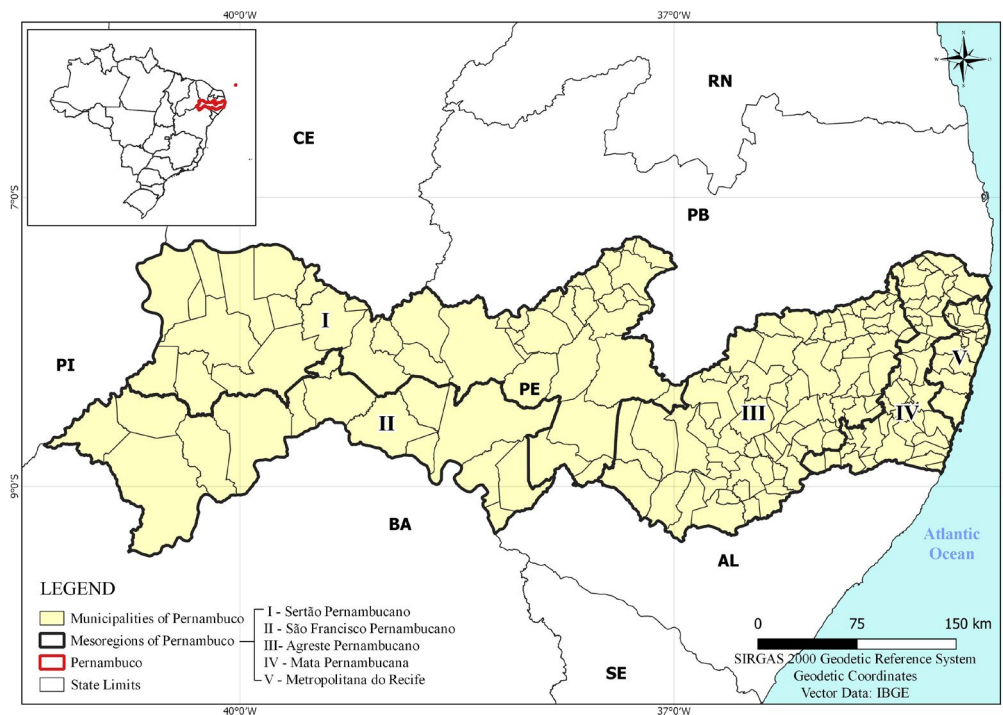 40°0'W
37°0'W
N
W
O
S
RN
CE
7°0'S
PB
I
PI
V
PE
II
III
IV
9°0'S
BA
AL
Atlantic
Ocean
LEGEND
Municipalities of Pernambuco
Mesoregions of Pernambuco
Pernambuco
State Limits
I - Sertão Pernambucano
II - São Francisco Pernambucano
III- Agreste Pernambucano
IV - Mata Pernambucana
V - Metropolitana do Recife
SE
0 75 150 km
SIRGAS 2000 Geodetic Reference System
Geodetic Coordinates
Vector Data: IBGE
40°0'W
37°0'W